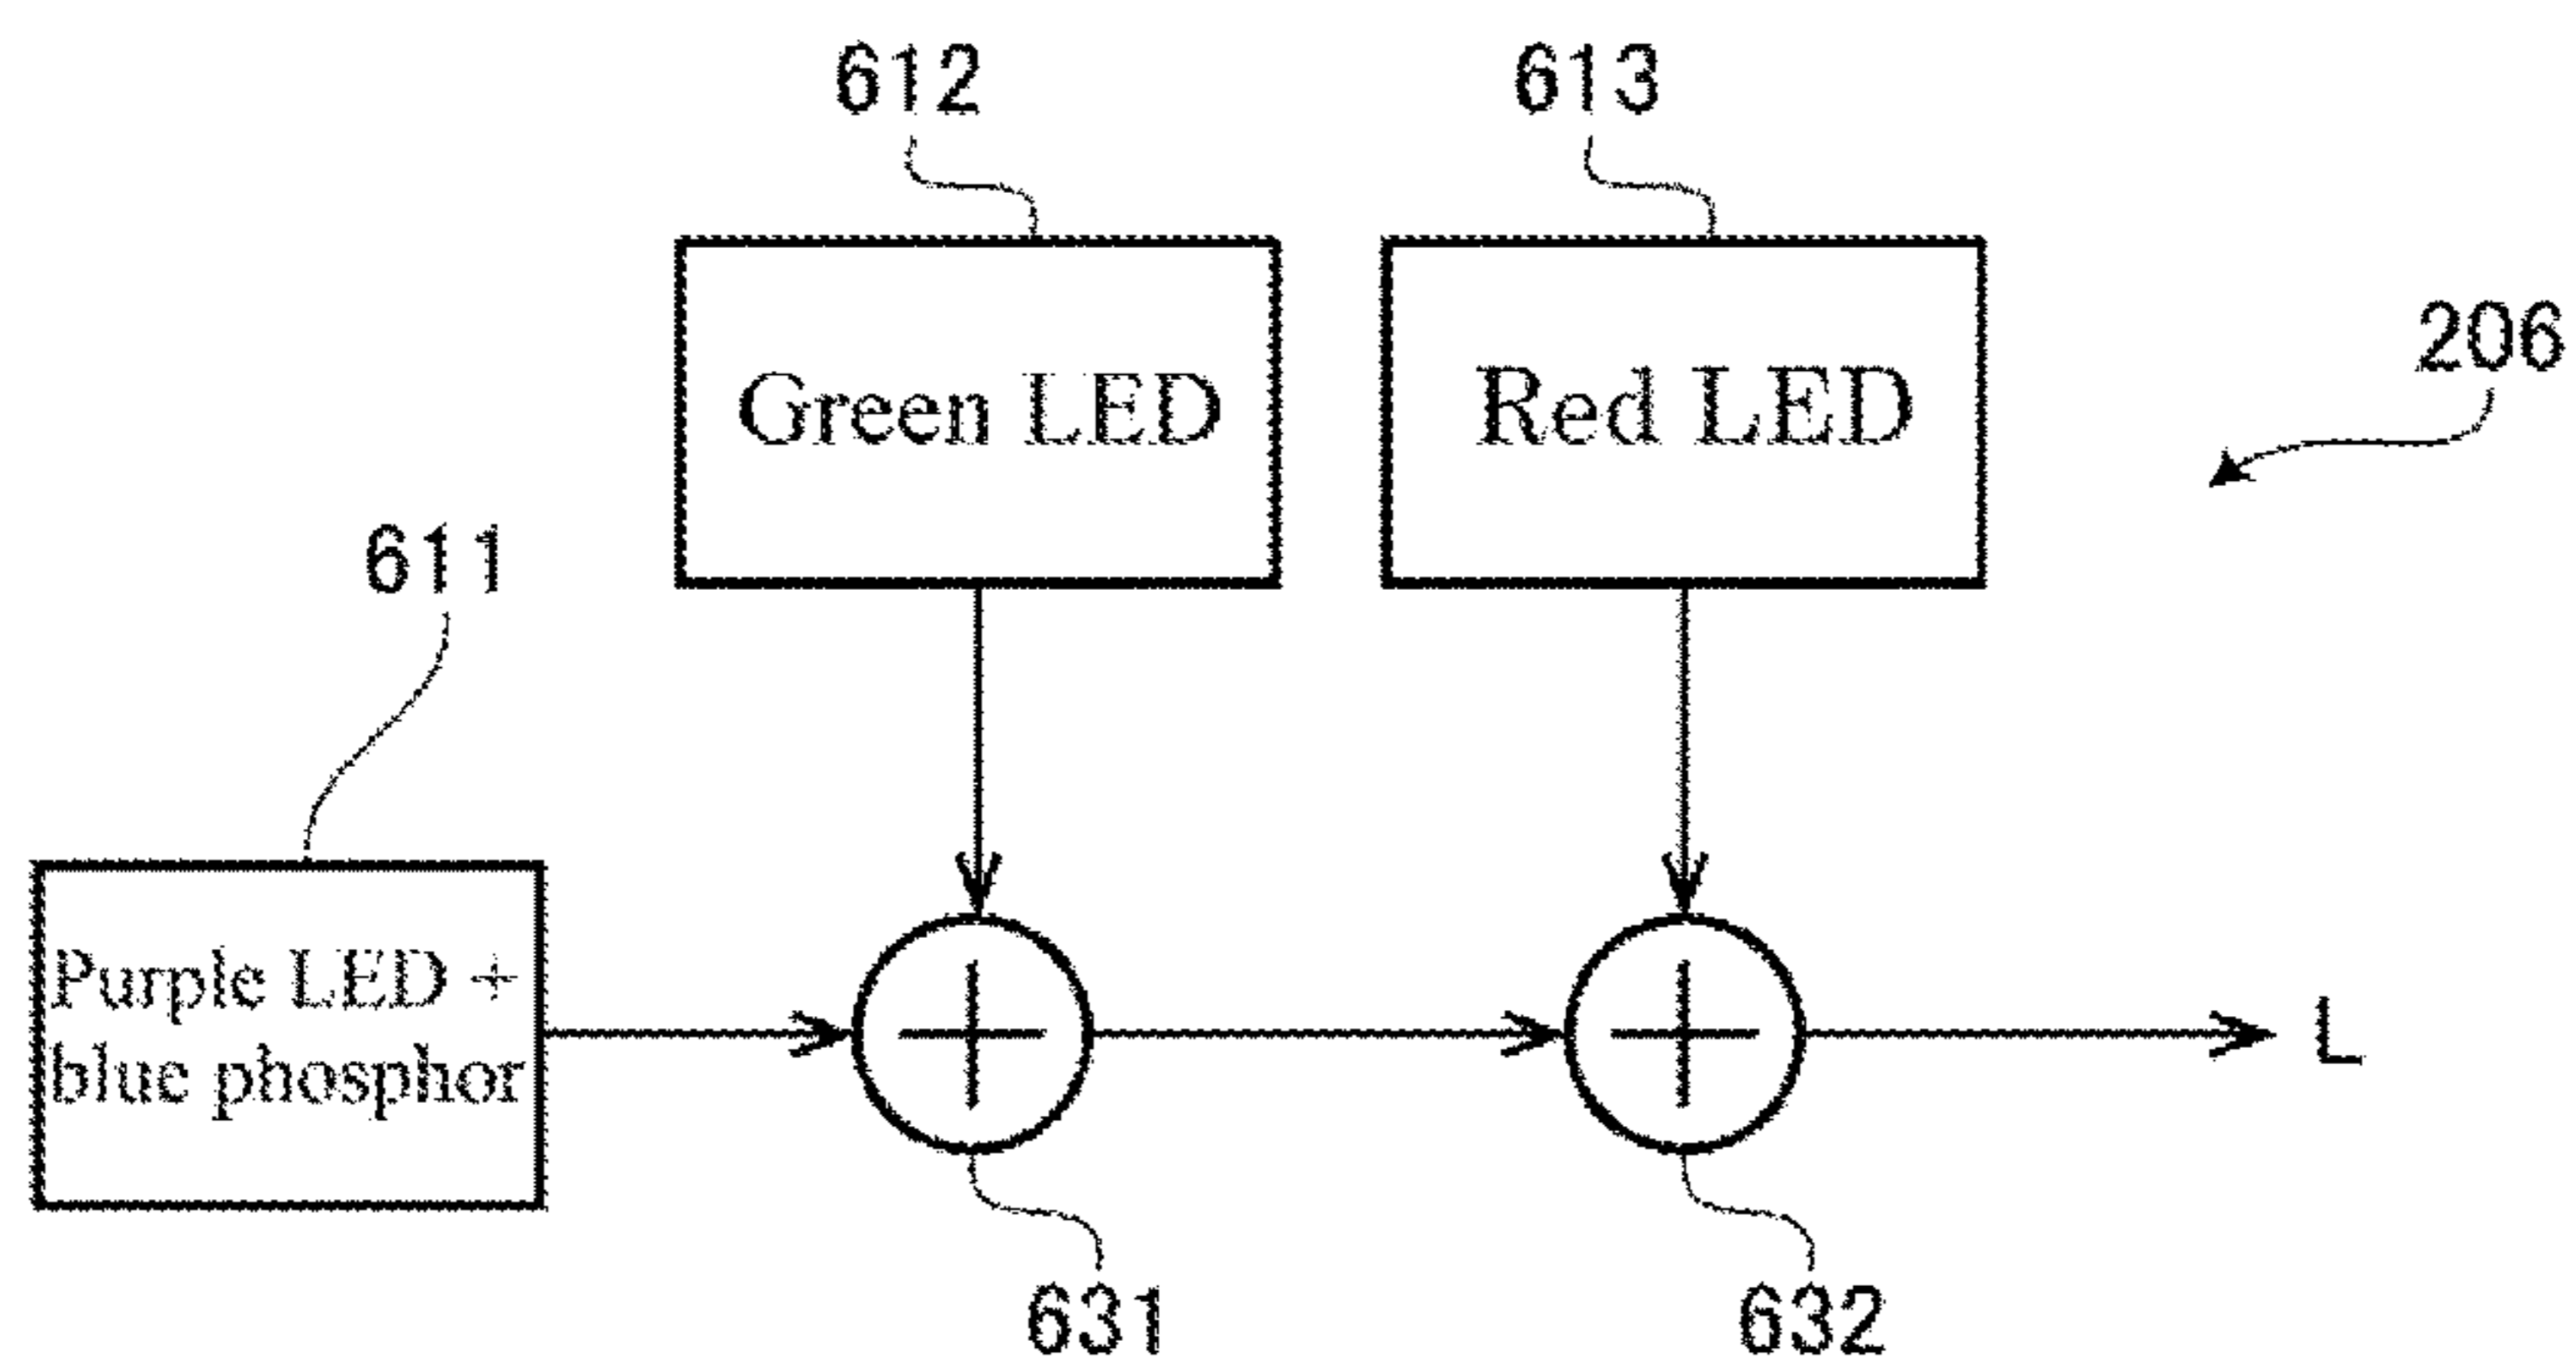 612
613
Green LED
Red LED
206
611
Purple LED +
blue phosphor
L
631
632